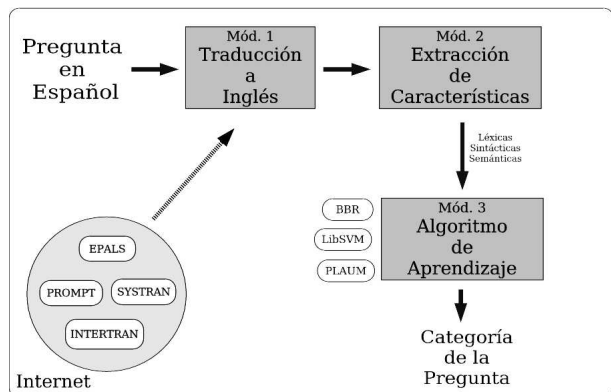 Pregunta
en
Español
Mód. 1
Traducción
a
Inglés
Mód. 2
Extracción
de
Características
Léxicas
Sintácticas
Semánticas
BBR
LibSVM
PLAUM
Mód. 3
Algoritmo
de
Aprendizaje
EPALS
PROMPT
SYSTRAN
INTERTRAN
Internet
Categoría
de la
Pregunta